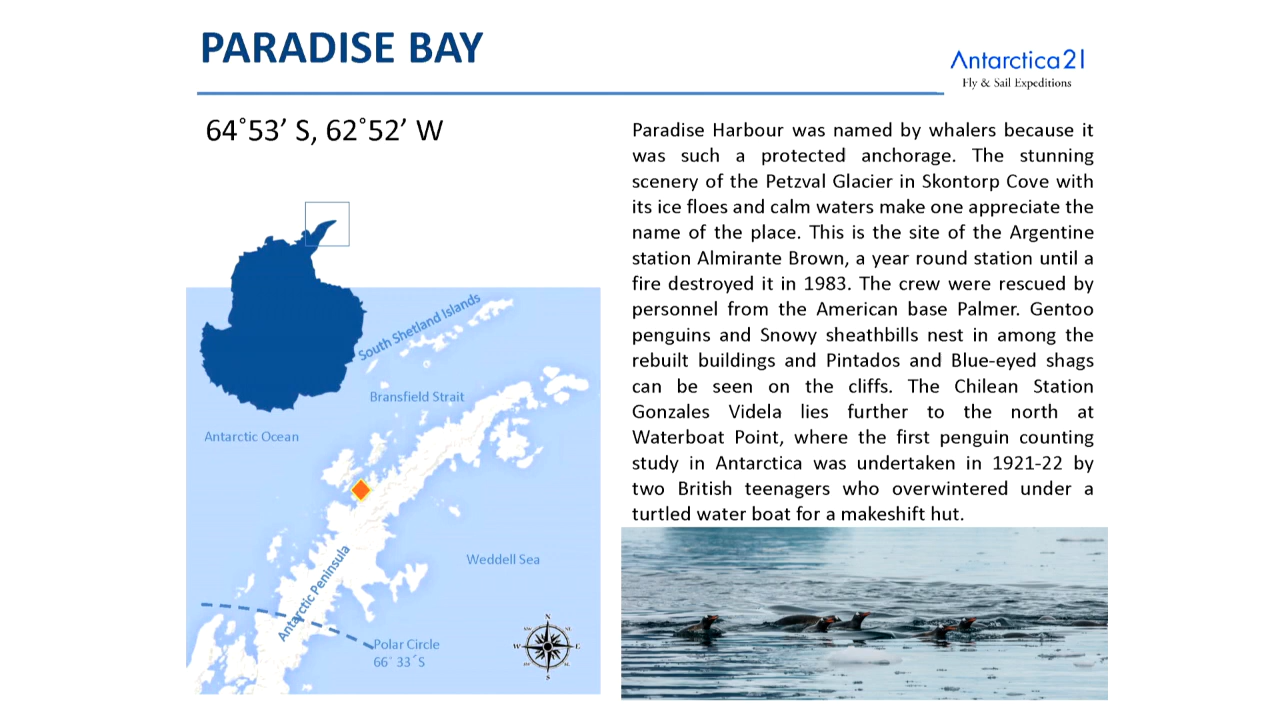 PARADISE BAY
Antarctica21
Fly & Sail Expeditions
64˚53’ S, 62˚52’ W
Paradise Harbour was named by whalers because it
was such a protected anchorage. The stunning
scenery of the Petzval Glacier in Skontorp Cove with
its ice floes and calm waters make one appreciate the
name of the place. This is the site of the Argentine
station Almirante Brown, a year round station until a
fire destroyed it in 1983. The crew were rescued by
personnel from the American base Palmer. Gentoo
penguins and Snowy sheathbills nest in among the
rebuilt buildings and Pintados and Blue-eyed shags
can be seen on the cliffs. The Chilean Station
Gonzales Videla lies further to the north at
Waterboat Point, where the first penguin counting
study in Antarctica was undertaken in 1921-22 by
two British teenagers who overwintered under a
turtled water boat for a makeshift hut.
South Shetland Islands
Bransfield Strait
Antarctic Ocean
Weddell Sea
Antarctic Peninsula
Polar Circle
66˚ 33´S
N
W
E
S